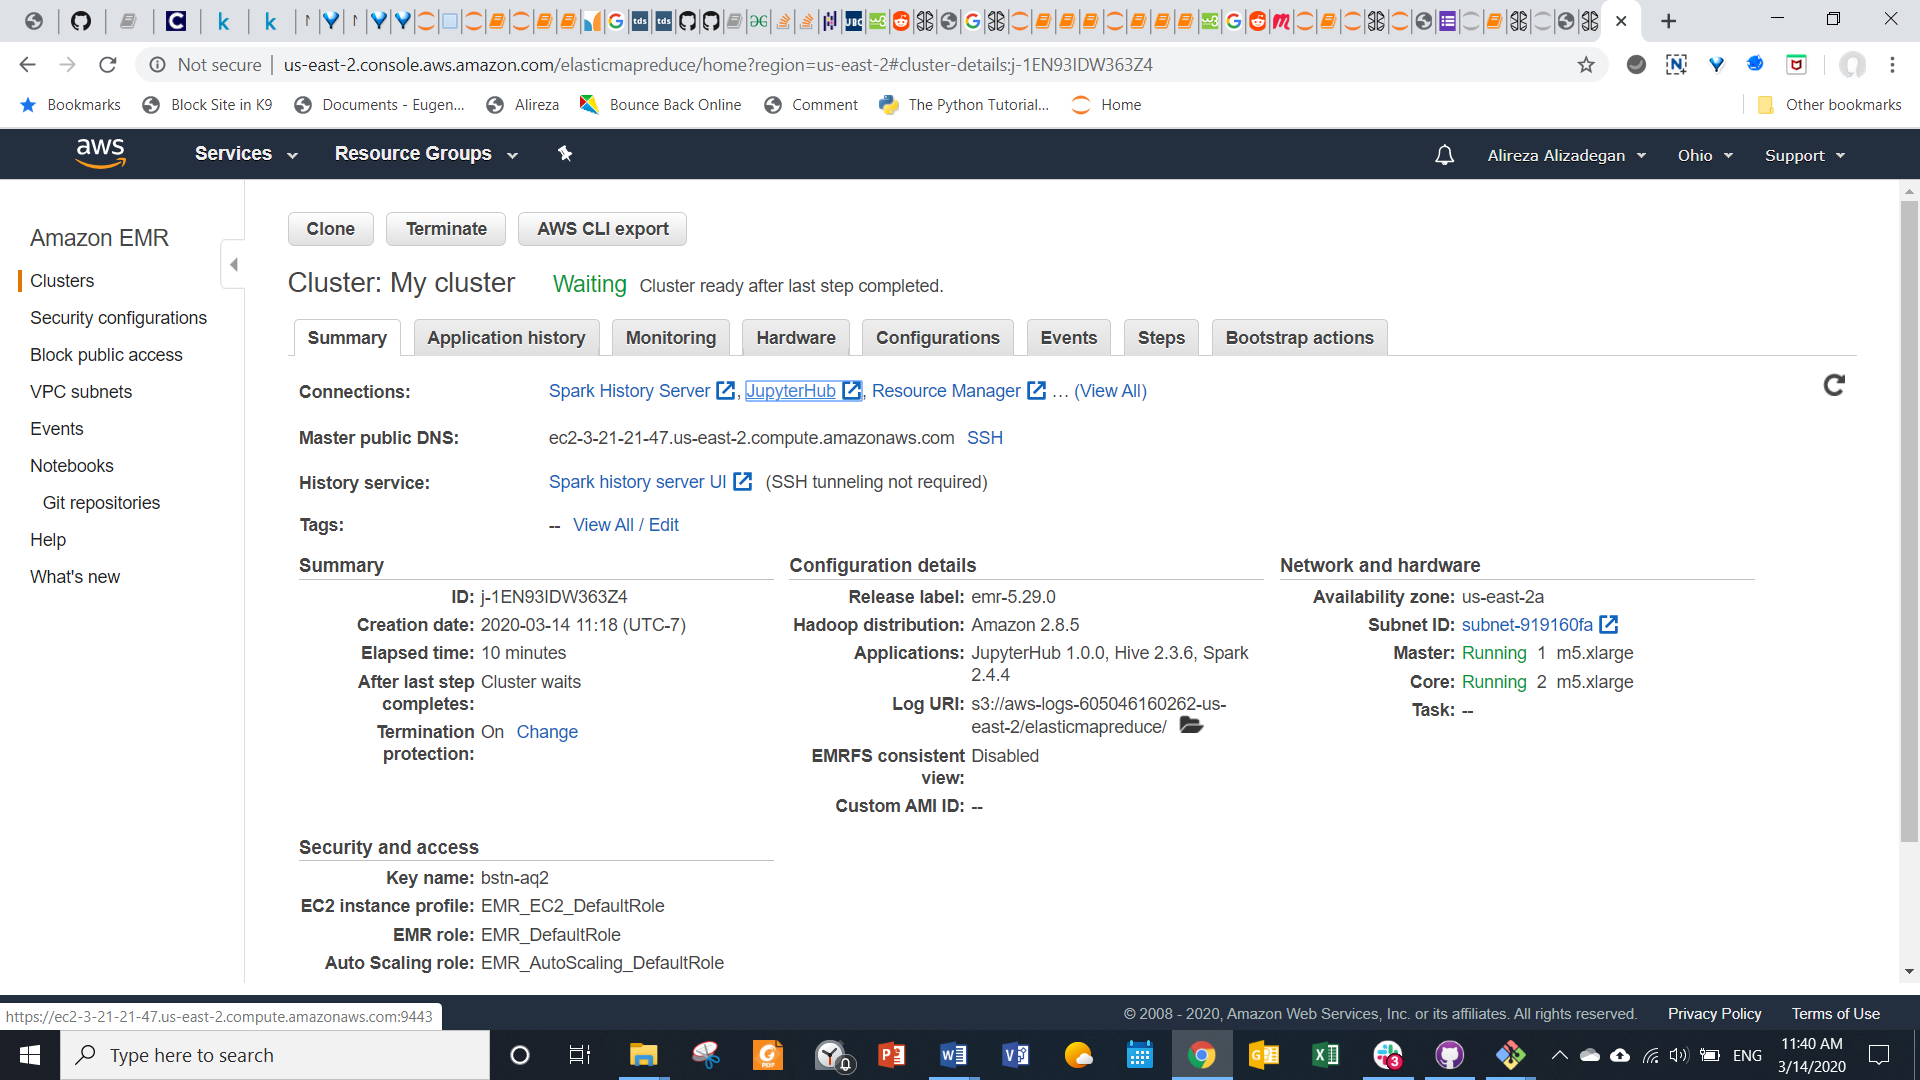 Not secure | us-east-2.console.aws.amazon.com/elasticmapreduce/home?region=us-east-2#cluster-details:j-1EN93IDW363Z4
Bookmarks Block Site in K9 Documents - Eugen... Alireza Bounce Back Online Comment The Python Tutorial... Home Other bookmarks
aws Services Resource Groups Alireza Alizadegan Ohio Support
Amazon EMR
Clusters
Security configurations
Block public access
VPC subnets
Events
Notebooks
Git repositories
Help
What's new
Clone Terminate AWS CLI export
Cluster: My cluster Waiting Cluster ready after last step completed.
Summary Application history Monitoring Hardware Configurations Events Steps Bootstrap actions
Connections: Spark History Server , JupyterHub , Resource Manager … (View All)
Master public DNS: ec2-3-21-21-47.us-east-2.compute.amazonaws.com SSH
History service: Spark history server UI (SSH tunneling not required)
Tags: -- View All / Edit
Summary
ID: j-1EN93IDW363Z4
Creation date: 2020-03-14 11:18 (UTC-7)
Elapsed time: 10 minutes
After last step Cluster waits
completes:
Termination On Change
protection:
Configuration details
Release label: emr-5.29.0
Hadoop distribution: Amazon 2.8.5
Applications: JupyterHub 1.0.0, Hive 2.3.6, Spark
2.4.4
Log URI: s3://aws-logs-605046160262-us-
east-2/elasticmapreduce/
EMRFS consistent Disabled
view:
Custom AMI ID: --
Network and hardware
Availability zone: us-east-2a
Subnet ID: subnet-919160fa
Master: Running 1 m5.xlarge
Core: Running 2 m5.xlarge
Task: --
Security and access
Key name: bstn-aq2
EC2 instance profile: EMR_EC2_DefaultRole
EMR role: EMR_DefaultRole
Auto Scaling role: EMR_AutoScaling_DefaultRole
https://ec2-3-21-21-47.us-east-2.compute.amazonaws.com:9443
© 2008 - 2020, Amazon Web Services, Inc. or its affiliates. All rights reserved. Privacy Policy Terms of Use
Type here to search
ENG
11:40 AM
3/14/2020